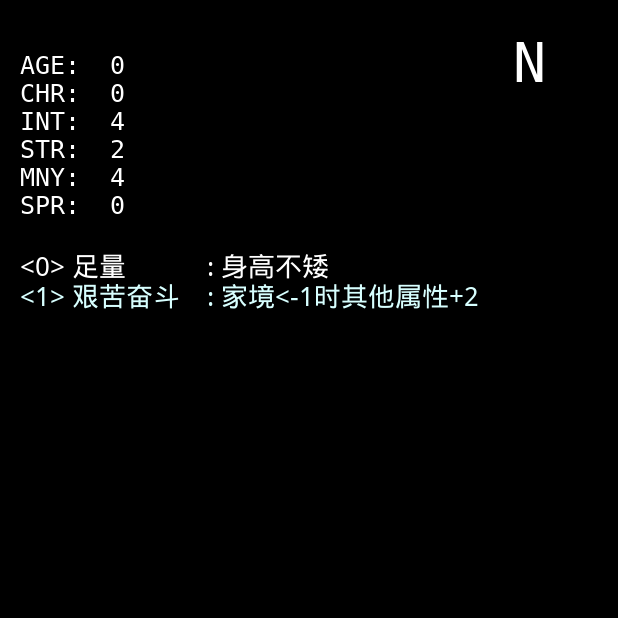 N
AGE: 0
CHR: 0
INT: 4
STR: 2
MNY: 4
SPR: 0
<0> 足量 : 身高不矮
<1> 艰苦奋斗 : 家境<-1时其他属性+2